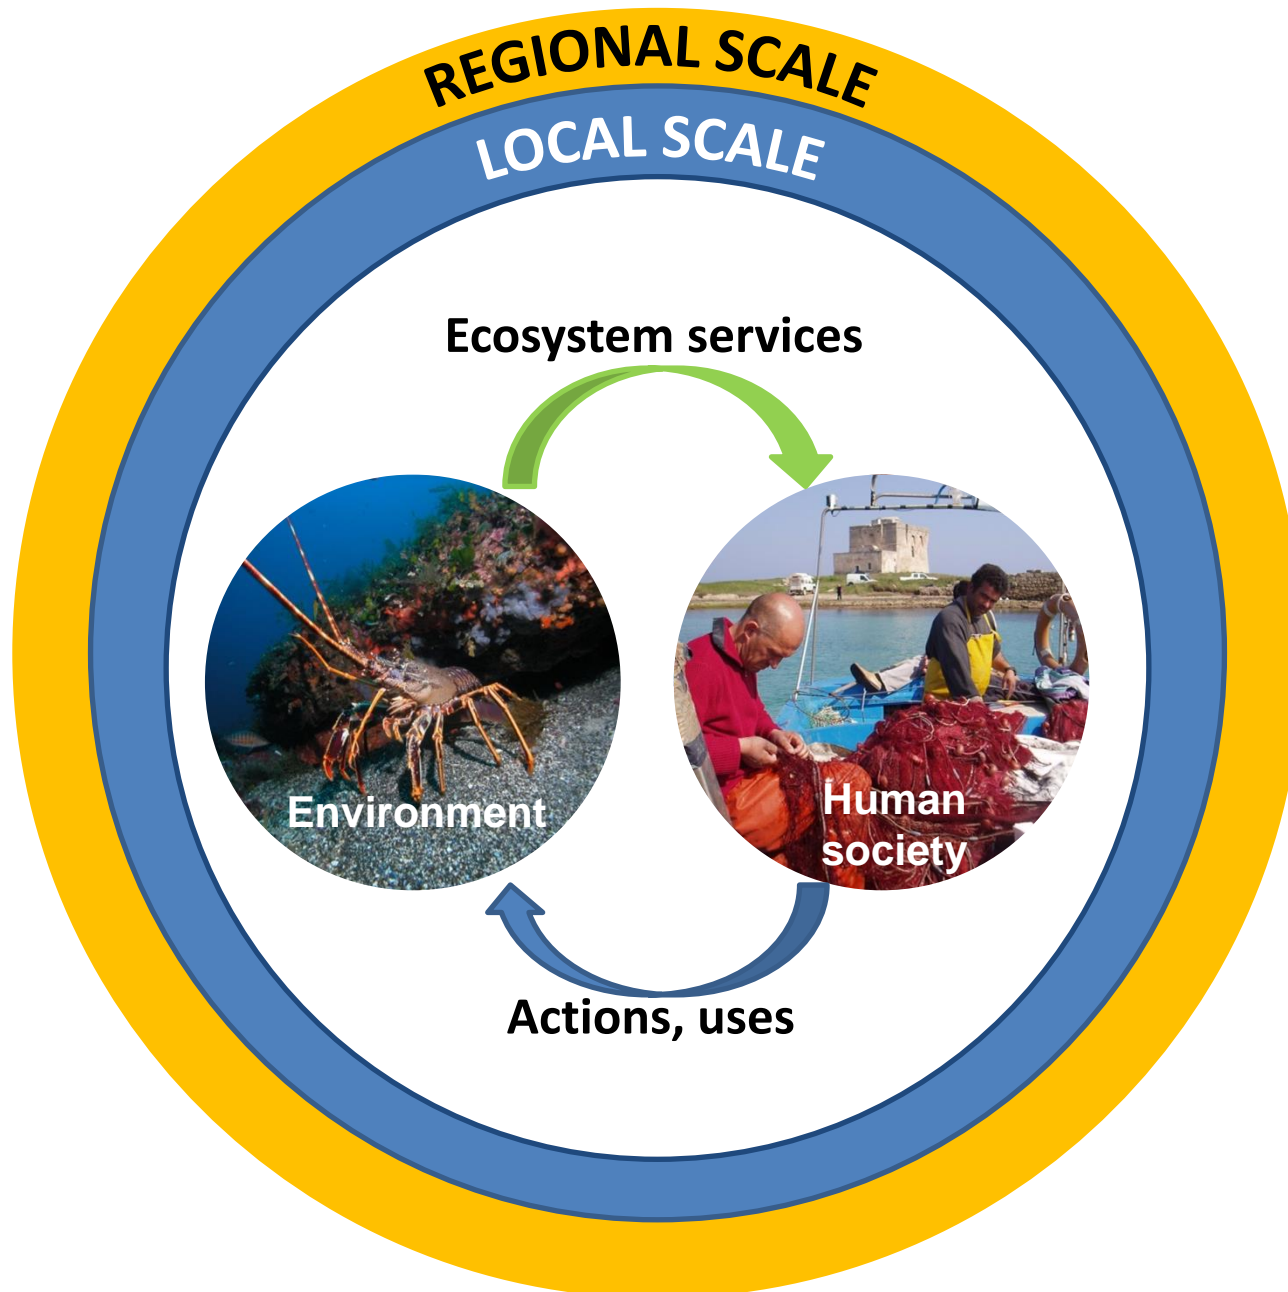 REGIONAL SCALE
LOCAL SCALE
Ecosystem services
Environment
Human
society
Actions, uses